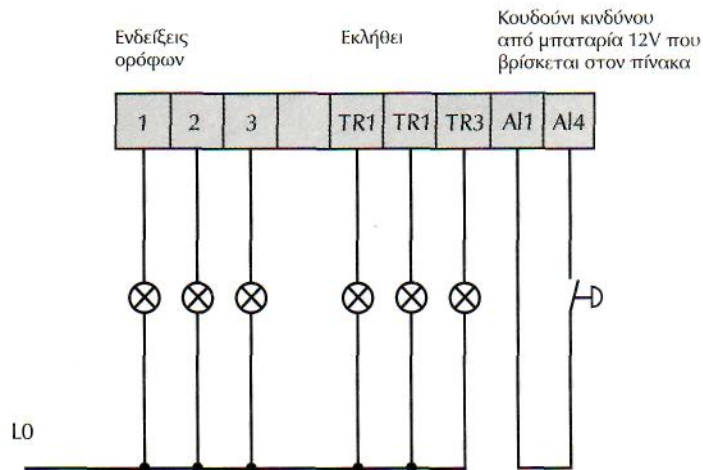 Ενδείξεις
ορόφων
Εκλήθει
Κουδούνι κινδύνου
από μπαταρία 12V που
βρίσκεται στον πίνακα
1 2 3 TR1 TR1 TR3 Al1 Al4
L0